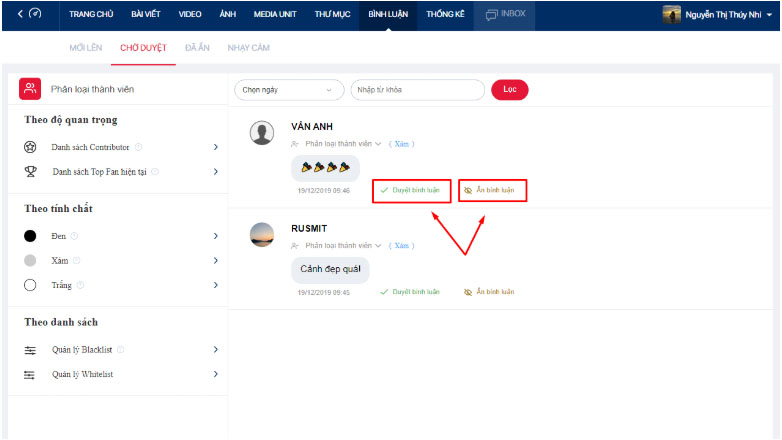 TRANG CHỦ BÀI VIẾT VIDEO ẢNH MEDIA UNIT THƯ MỤC BÌNH LUẬN THỐNG KÊ INBOX Nguyễn Thị Thúy Nhi
MỚI LÊN CHỜ DUYỆT ĐÃ ẨN NHẠY CẢM
Phân loại thành viên
Theo độ quan trọng
Danh sách Contributor
Danh sách Top Fan hiện tại
Theo tính chất
Đen
Xám
Trắng
Theo danh sách
Quản lý Blacklist
Quản lý Whitelist
Chọn ngày Nhập từ khóa Lọc
VÂN ANH
Phân loại thành viên ( Xám )
19/12/2019 09:46 Duyệt bình luận Ẩn bình luận
RUSMIT
Phân loại thành viên ( Xám )
Cảnh đẹp quá!
19/12/2019 09:45 Duyệt bình luận Ẩn bình luận